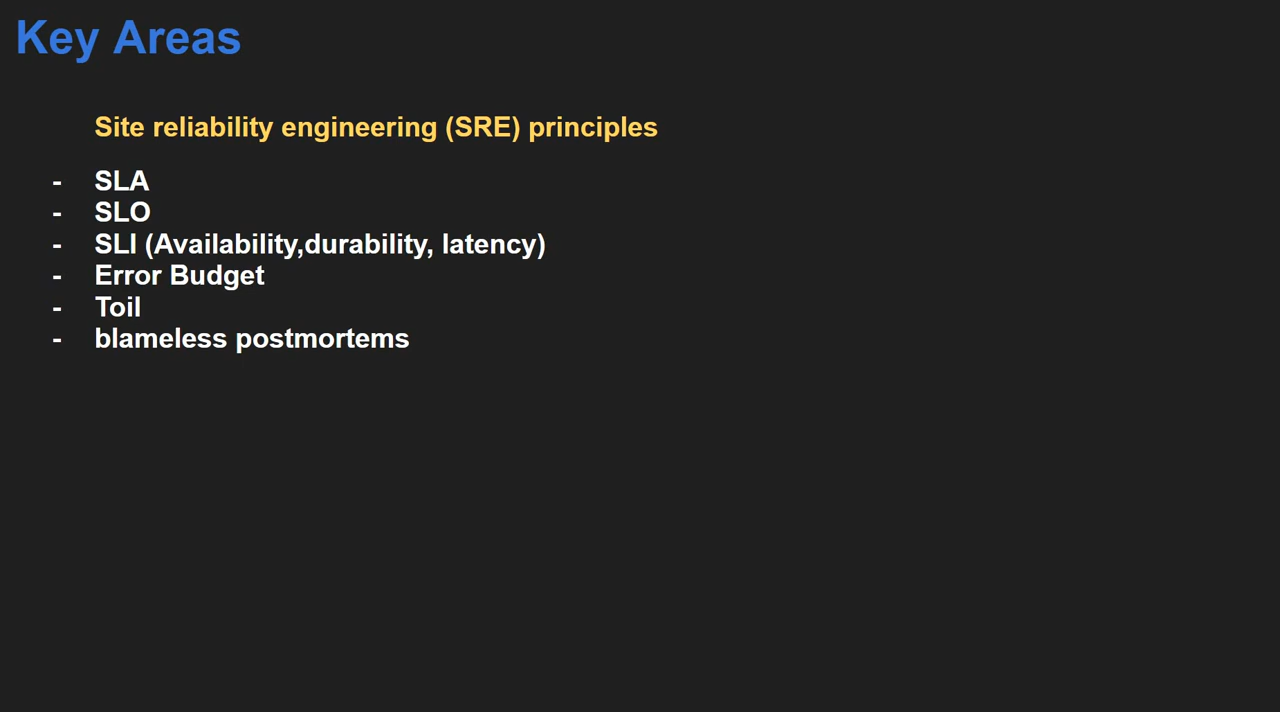 Key Areas
Site reliability engineering (SRE) principles
- SLA
- SLO
- SLI (Availability,durability, latency)
- Error Budget
- Toil
- blameless postmortems